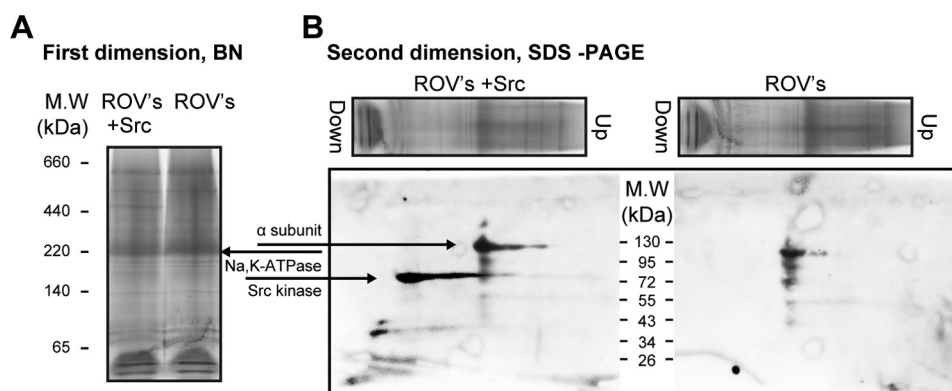 A
First dimension, BN
M.W
(kDa)
ROV's
+Src
ROV's
660
440
220
140
65
B
Second dimension, SDS -PAGE
ROV's +Src
Down
Up
ROV's
Down
Up
α subunit
Na,K-ATPase
Src kinase
M.W
(kDa)
130
95
72
55
43
34
26